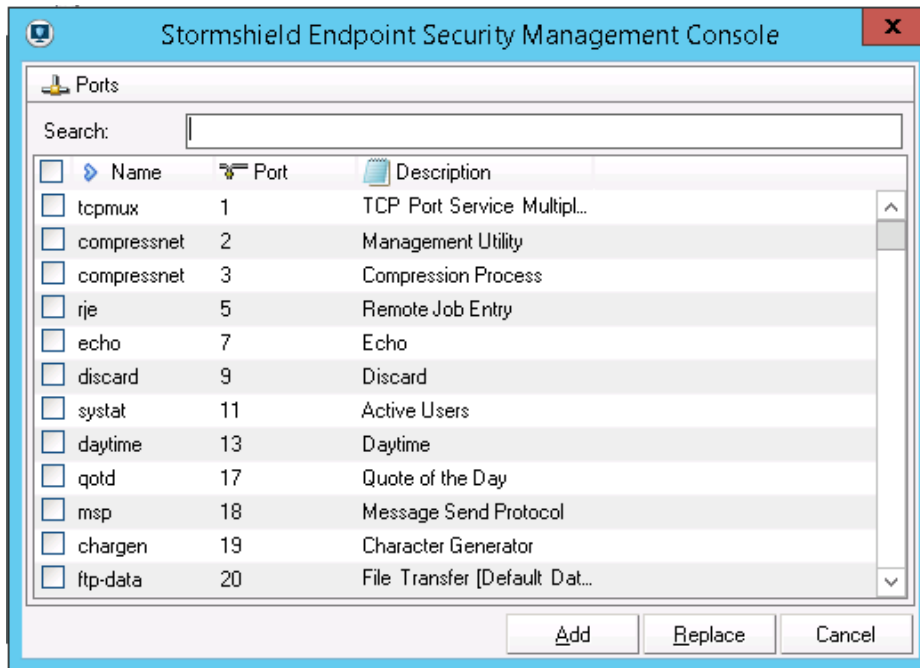 Stormshield Endpoint Security Management Console
x
Ports
Search:
Name Port Description
tcpmux 1 TCP Port Service Multipl...
compressnet 2 Management Utility
compressnet 3 Compression Process
rje 5 Remote Job Entry
echo 7 Echo
discard 9 Discard
systat 11 Active Users
daytime 13 Daytime
qotd 17 Quote of the Day
msp 18 Message Send Protocol
chargen 19 Character Generator
ftp-data 20 File Transfer [Default Dat...
Add Replace Cancel